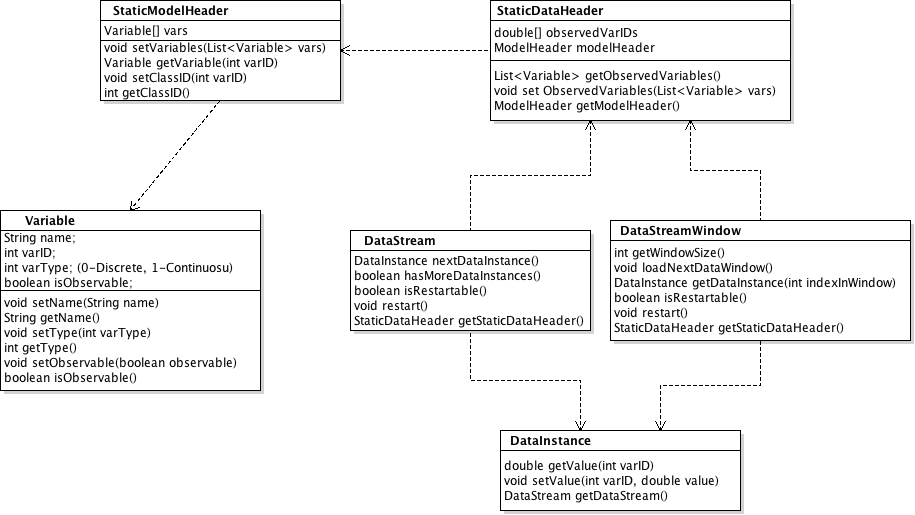 StaticModelHeader
Variable[] vars
void setVariables(List<Variable> vars)
Variable getVariable(int varID)
void setClassID(int varID)
int getClassID()
StaticDataHeader
double[] observedVarIDs
ModelHeader modelHeader
List<Variable> getObservedVariables()
void set ObservedVariables(List<Variable> vars)
ModelHeader getModelHeader()
Variable
String name;
int varID;
int varType; (0-Discrete, 1-Continuosu)
boolean isObservable;
void setName(String name)
String getName()
void setType(int varType)
int getType()
void setObservable(boolean observable)
boolean isObservable()
DataStream
DataInstance nextDataInstance()
boolean hasMoreDataInstances()
boolean isRestartable()
void restart()
StaticDataHeader getStaticDataHeader()
DataStreamWindow
int getWindowSize()
void loadNextDataWindow()
DataInstance getDataInstance(int indexInWindow)
boolean isRestartable()
void restart()
StaticDataHeader getStaticDataHeader()
DataInstance
double getValue(int varID)
void setValue(int varID, double value)
DataStream getDataStream()